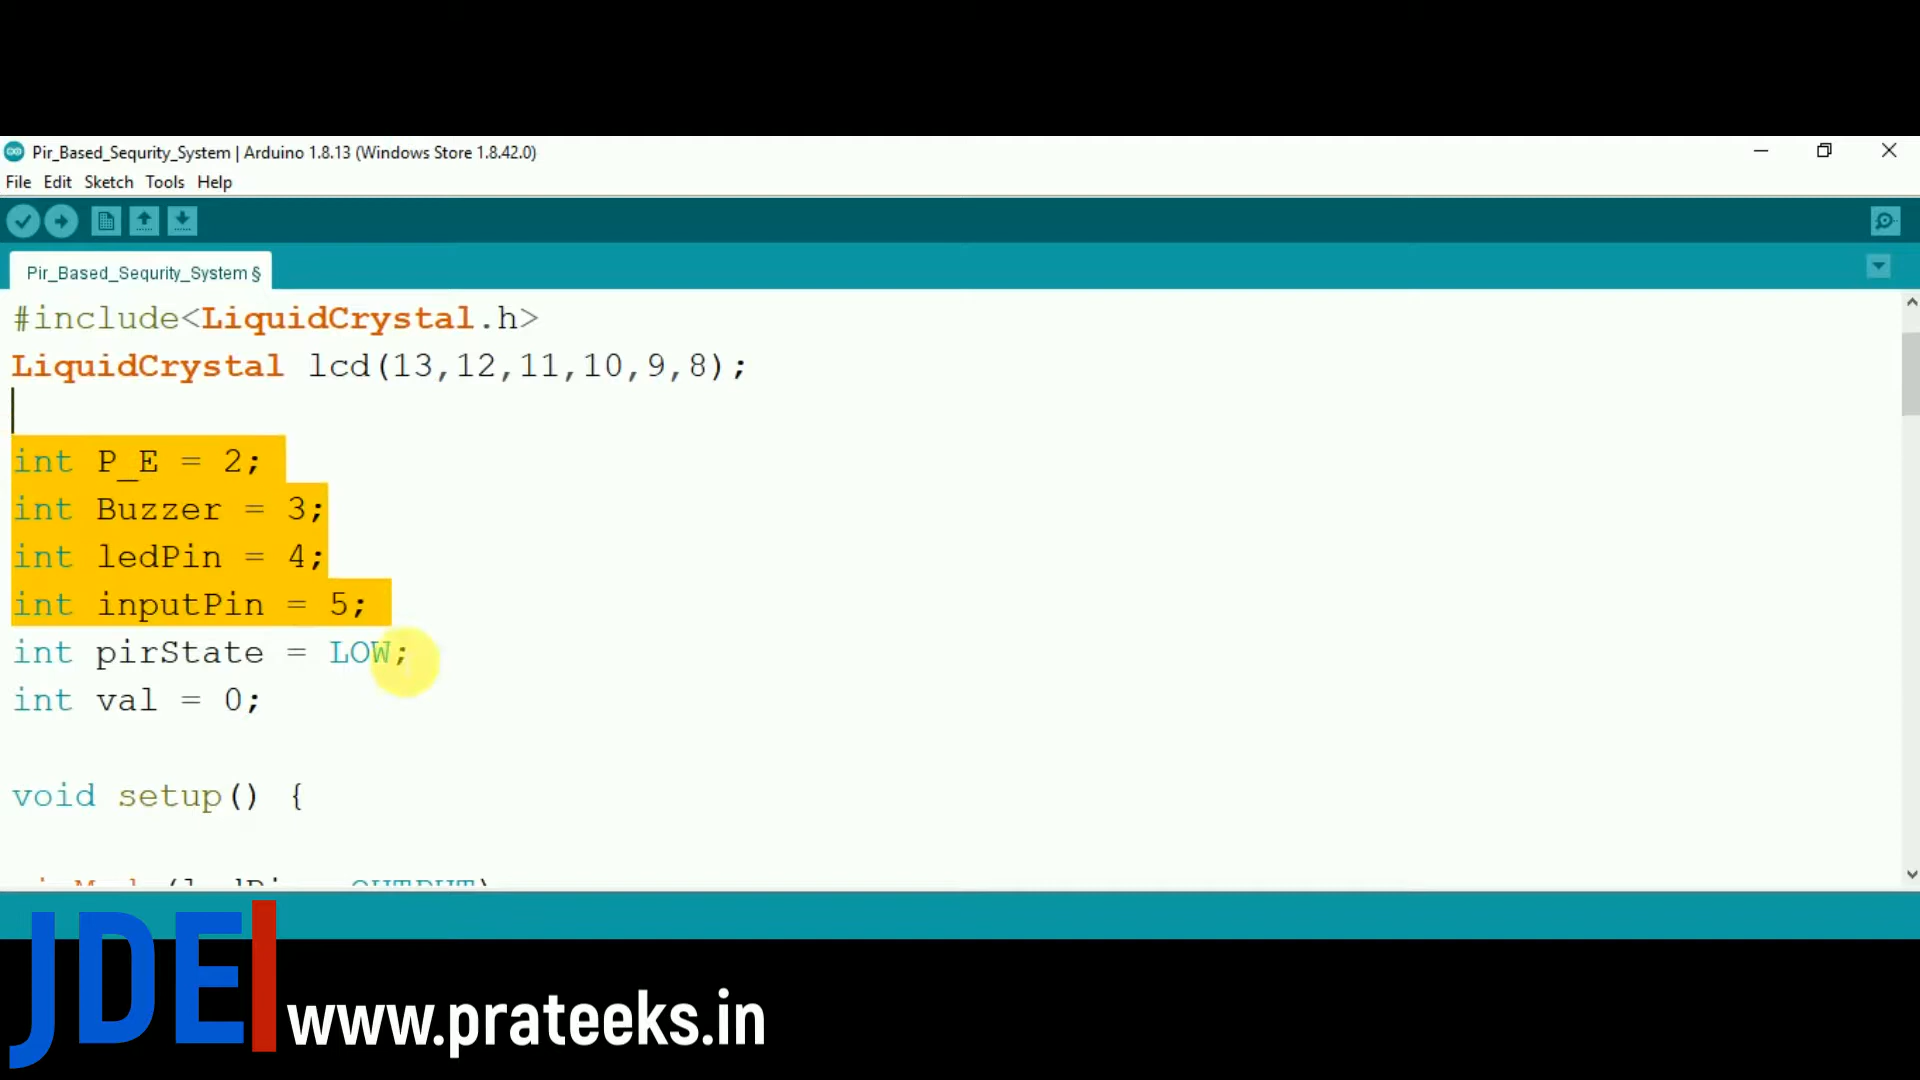 Pir_Based_Sequrity_System | Arduino 1.8.13 (Windows Store 1.8.42.0)
File Edit Sketch Tools Help
Pir_Based_Sequrity_System §
#include<LiquidCrystal.h>
LiquidCrystal lcd(13,12,11,10,9,8);
int P_E = 2;
int Buzzer = 3;
int ledPin = 4;
int inputPin = 5;
int pirState = LOW;
int val = 0;
void setup() {
JDE www.prateeks.in